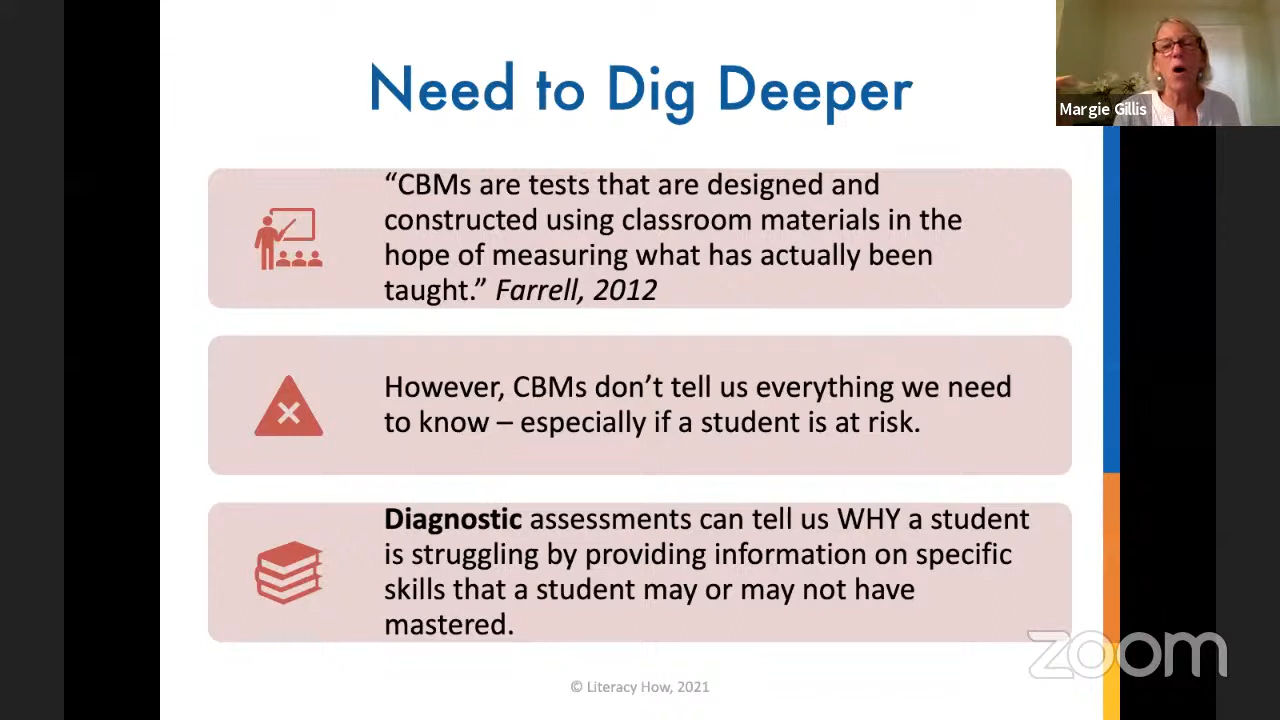 Need to Dig Deeper
Margie Gillis
“CBMs are tests that are designed and
constructed using classroom materials in the
hope of measuring what has actually been
taught.” Farrell, 2012
However, CBMs don’t tell us everything we need
to know – especially if a student is at risk.
Diagnostic assessments can tell us WHY a student
is struggling by providing information on specific
skills that a student may or may not have
mastered.
zoom
© Literacy How, 2021